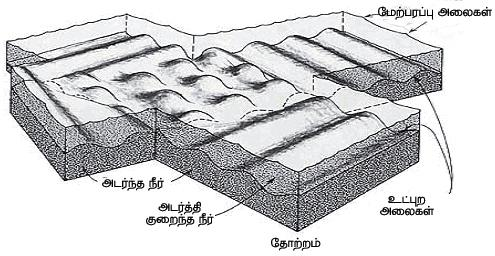 மேற்பரப்பு அலைகள்
அடர்ந்த நீர்
அடர்த்தி
குறைந்த நீர்
உட்புற
அலைகள்
தோற்றம்